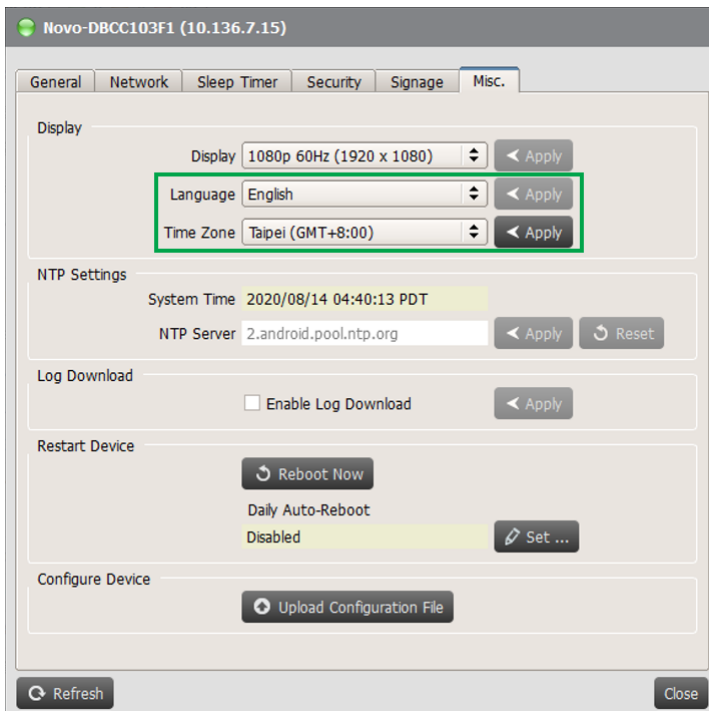 Novo-DBCC103F1 (10.136.7.15)
General Network Sleep Timer Security Signage Misc.
Display
Display 1080p 60Hz (1920 x 1080) Apply
Language English Apply
Time Zone Taipei (GMT+8:00) Apply
NTP Settings
System Time 2020/08/14 04:40:13 PDT
NTP Server 2.android.pool.ntp.org Apply Reset
Log Download
Enable Log Download Apply
Restart Device
Reboot Now
Daily Auto-Reboot
Disabled Set ...
Configure Device
Upload Configuration File
Refresh Close